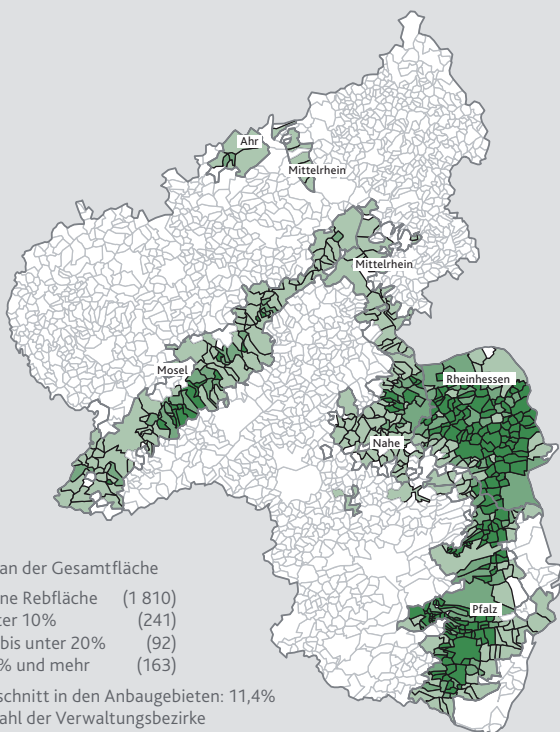 Ahr
Mittelrhein
Mittelrhein
Mosel
Rheinhessen
Nahe
Pfalz
an der Gesamtfläche
ne Rebfläche (1 810)
ter 10% (241)
bis unter 20% (92)
% und mehr (163)
schnitt in den Anbaugebieten: 11,4%
ahl der Verwaltungsbezirke